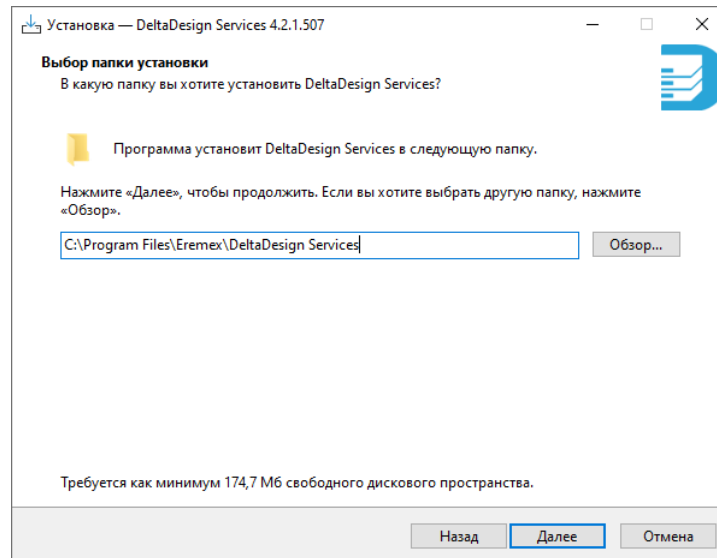 Установка — DeltaDesign Services 4.2.1.507
Выбор папки установки
В какую папку вы хотите установить DeltaDesign Services?
Программа установит DeltaDesign Services в следующую папку.
Нажмите «Далее», чтобы продолжить. Если вы хотите выбрать другую папку, нажмите
«Обзор».
C:\Program Files\Eremex\DeltaDesign Services
Обзор...
Требуется как минимум 174,7 Мб свободного дискового пространства.
Назад
Далее
Отмена